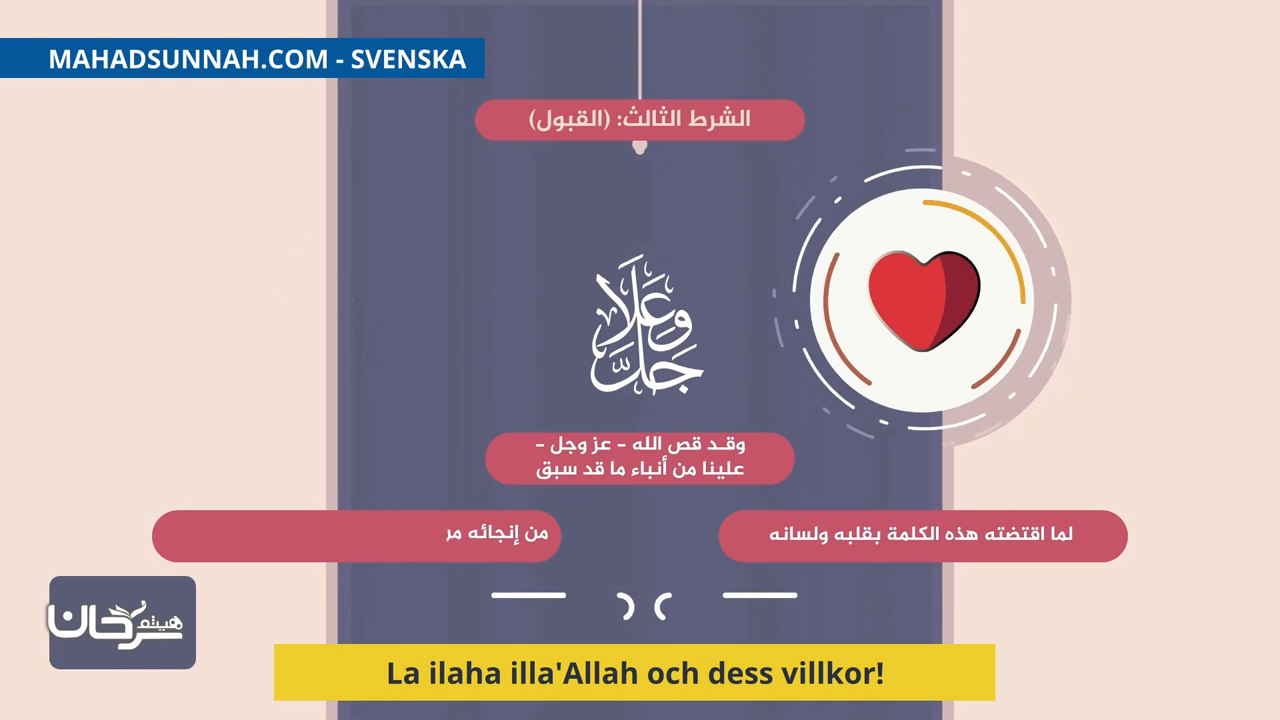 MAHADSUNNAH.COM - SVENSKA
الشرط الثالث: (القبول)
جل وعلا
وقـد قص الله – عز وجل –
علينا من أنباء ما قد سبق
لما اقتضته هذه الكلمة بقلبه ولسانه
من إنجائه مر
هيثم
سرحان
La ilaha illa'Allah och dess villkor!